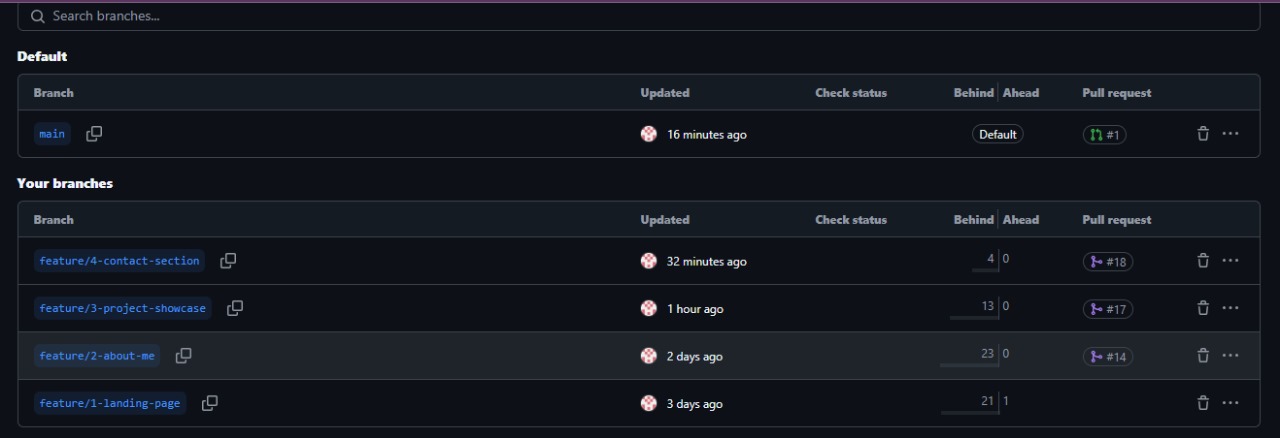 Search branches...
Default
Branch Updated Check status Behind Ahead Pull request
main 16 minutes ago Default #1
Your branches
Branch Updated Check status Behind Ahead Pull request
feature/4-contact-section 32 minutes ago 4 0 #18
feature/3-project-showcase 1 hour ago 13 0 #17
feature/2-about-me 2 days ago 23 0 #14
feature/1-landing-page 3 days ago 21 1